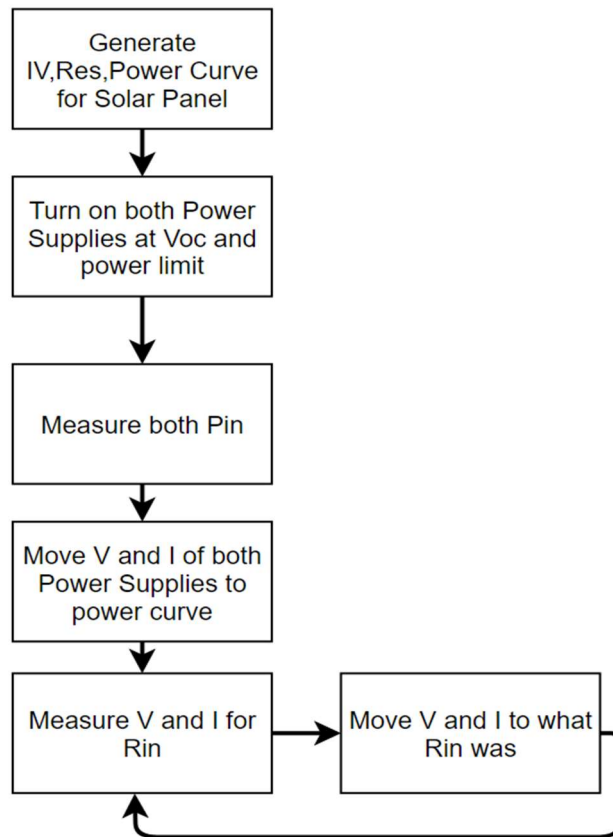 Generate
IV,Res,Power Curve
for Solar Panel
Turn on both Power
Supplies at Voc and
power limit
Measure both Pin
Move V and I of both
Power Supplies to
power curve
Measure V and I for
Rin
Move V and I to what
Rin was